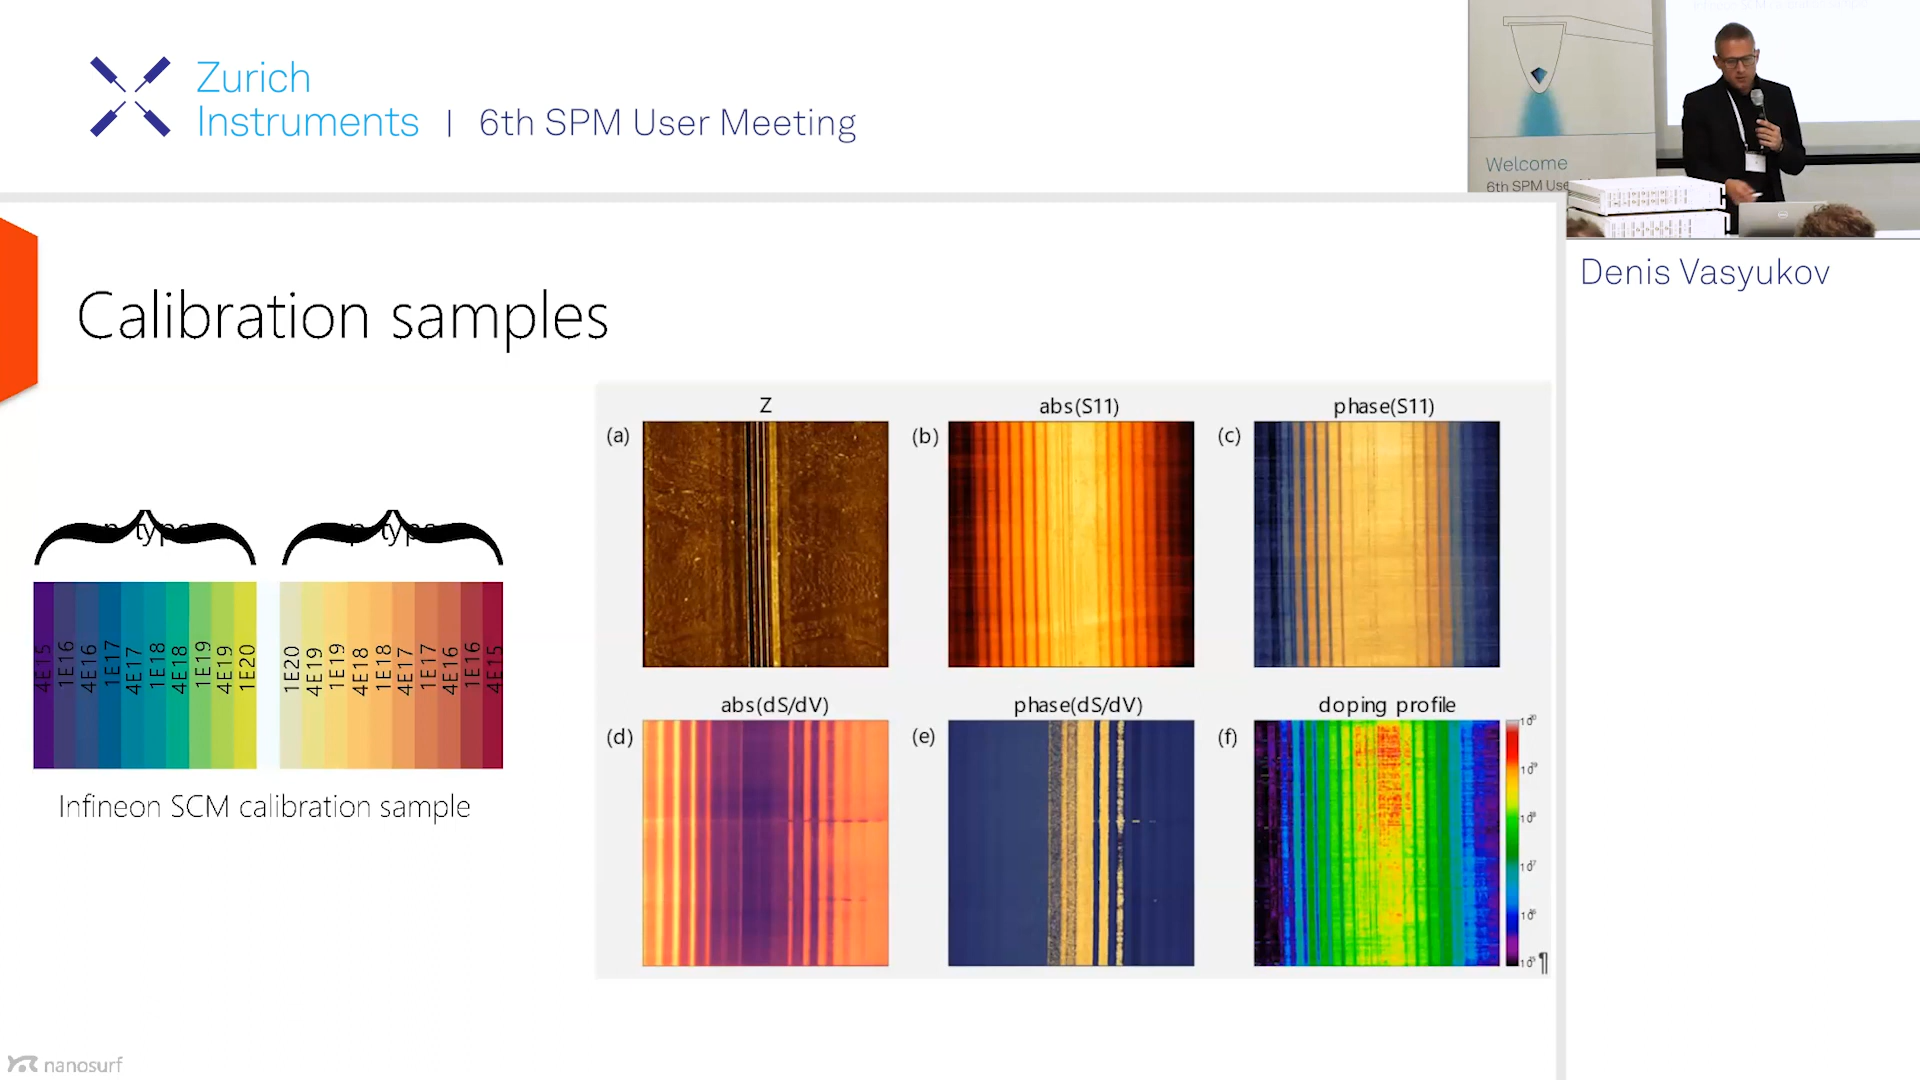 Zurich
Instruments | 6th SPM User Meeting
Welcome
6th SPM Use
Denis Vasyukov
Calibration samples
4E15
1E16
4E16
1E17
4E17
1E18
4E18
1E19
4E19
1E20
1E20
4E19
1E19
4E18
1E18
4E17
1E17
4E16
1E16
4E15
Infineon SCM calibration sample
Z
abs(S11)
phase(S11)
(a)
(b)
(c)
abs(dS/dV)
phase(dS/dV)
doping profile
(d)
(e)
(f)
nanosurf